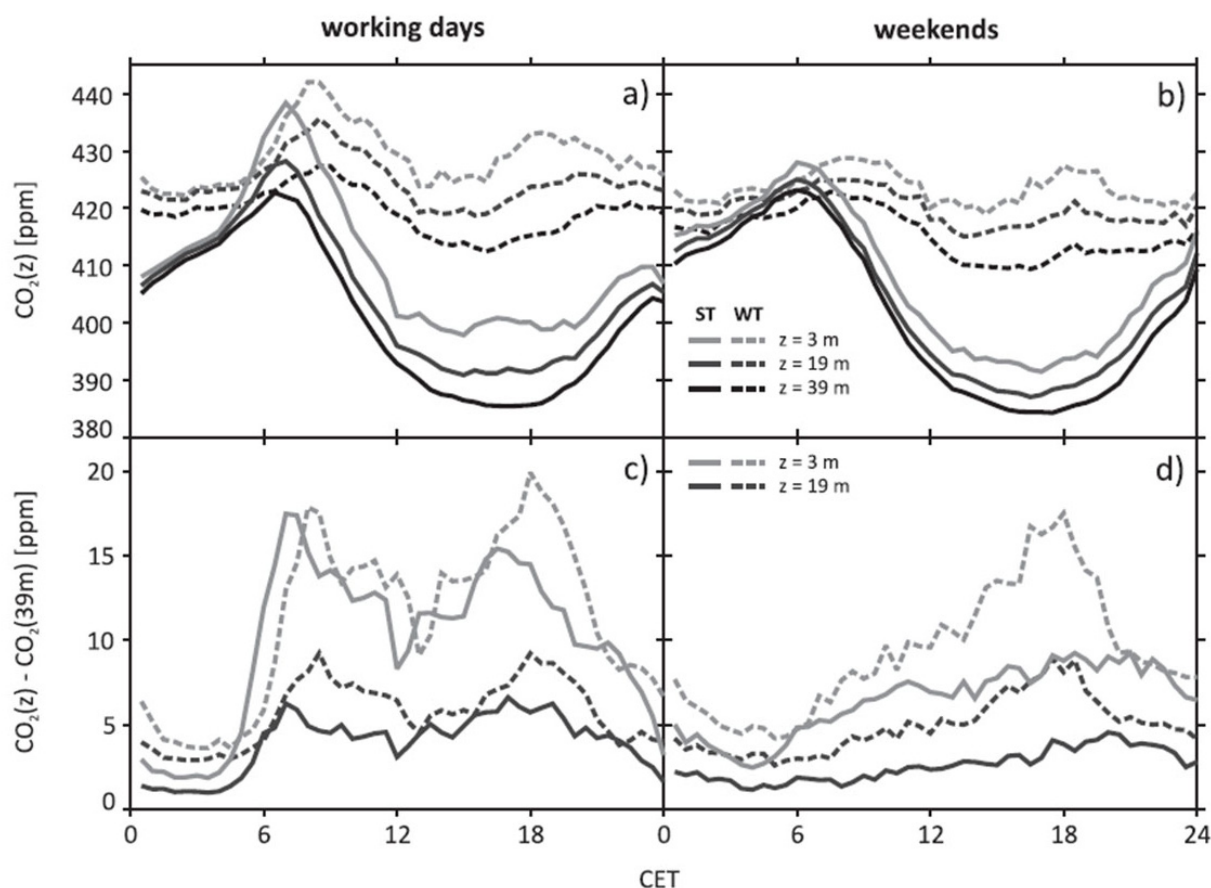 working days
weekends
a)
b)
440
430
420
410
400
390
380
CO₂(z) [ppm]
ST WT
z = 3 m
z = 19 m
z = 39 m
c)
d)
z = 3 m
z = 19 m
20
15
10
5
0
CO₂(z) - CO₂(39m) [ppm]
0 6 12 18 0 6 12 18 24
CET